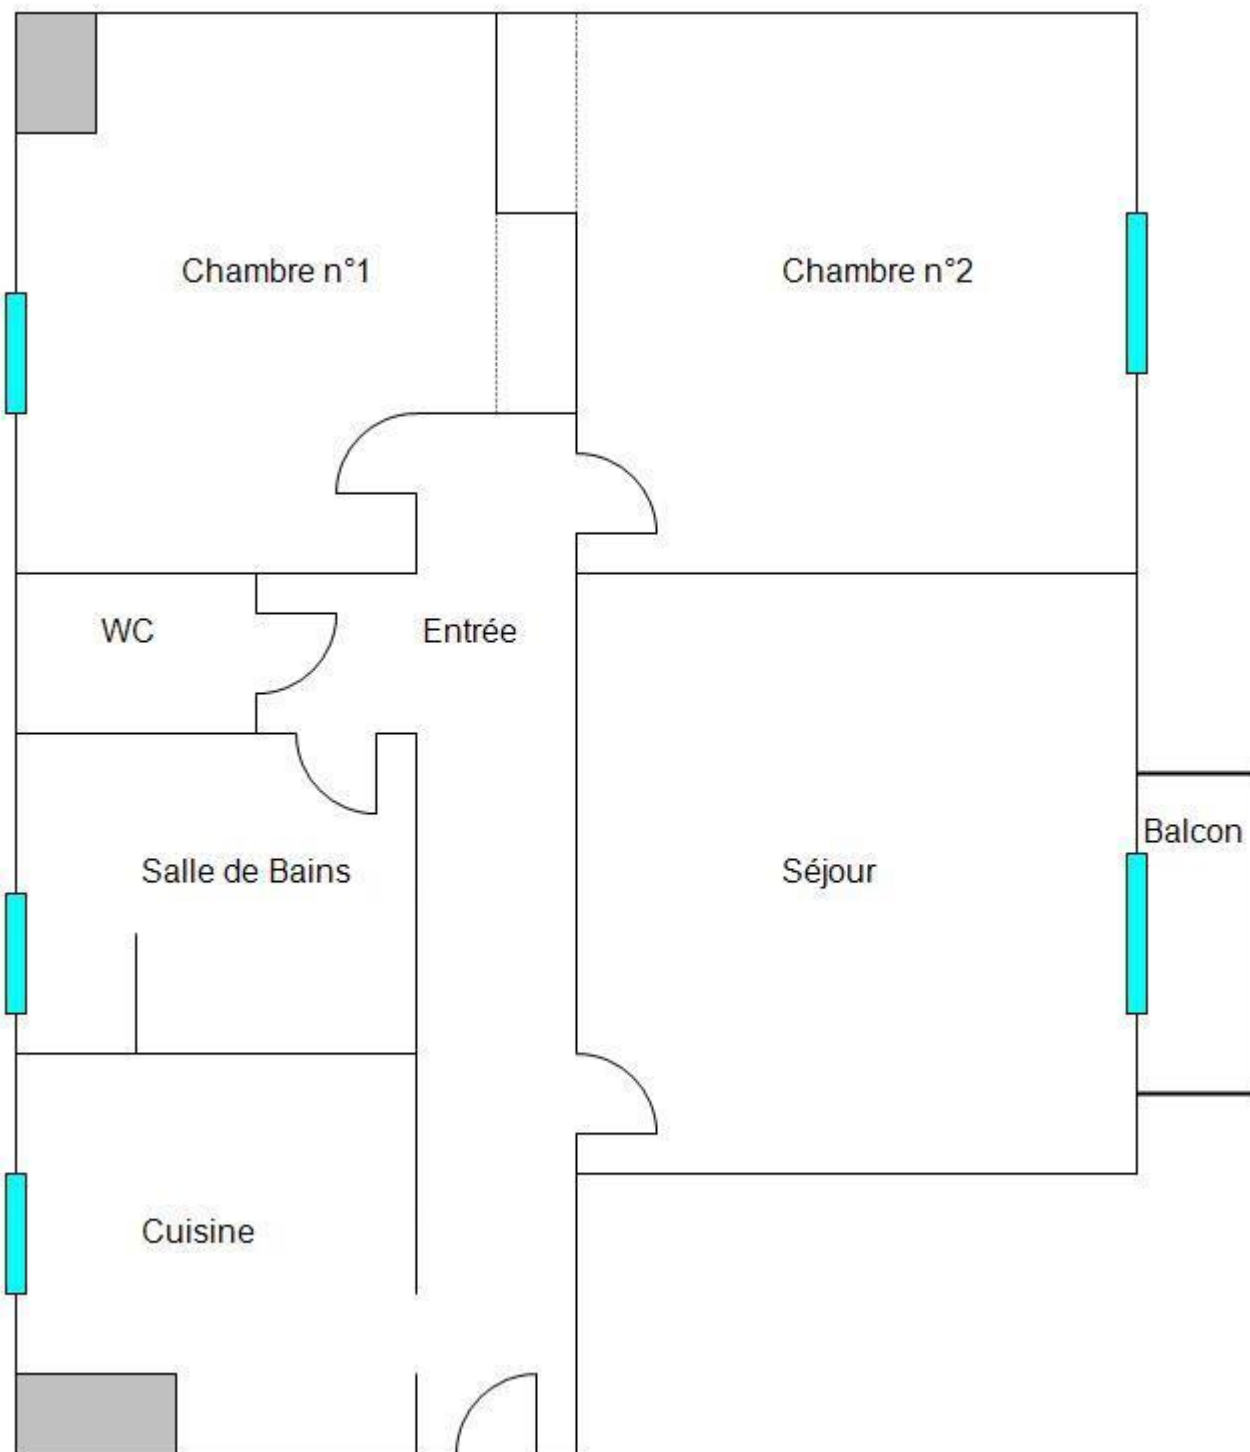 Chambre n°1
Chambre n°2
WC
Entrée
Balcon
Salle de Bains
Séjour
Cuisine